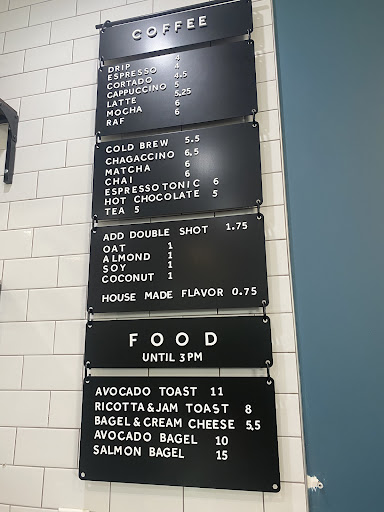 COFFEE
DRIP 4
ESPRESSO 4
CORTADO 4.5
CAPPUCCINO 5
LATTE 5.25
MOCHA 6
RAF 6
COLD BREW 5.5
CHAGACCINO 6.5
MATCHA 6
CHAI 6
ESPRESSO TONIC 6
HOT CHOCOLATE 5
TEA 5
ADD DOUBLE SHOT 1.75
OAT 1
ALMOND 1
SOY 1
COCONUT 1
HOUSE MADE FLAVOR 0.75
FOOD
UNTIL 3PM
AVOCADO TOAST 11
RICOTTA & JAM TOAST 8
BAGEL & CREAM CHEESE 5.5
AVOCADO BAGEL 10
SALMON BAGEL 15